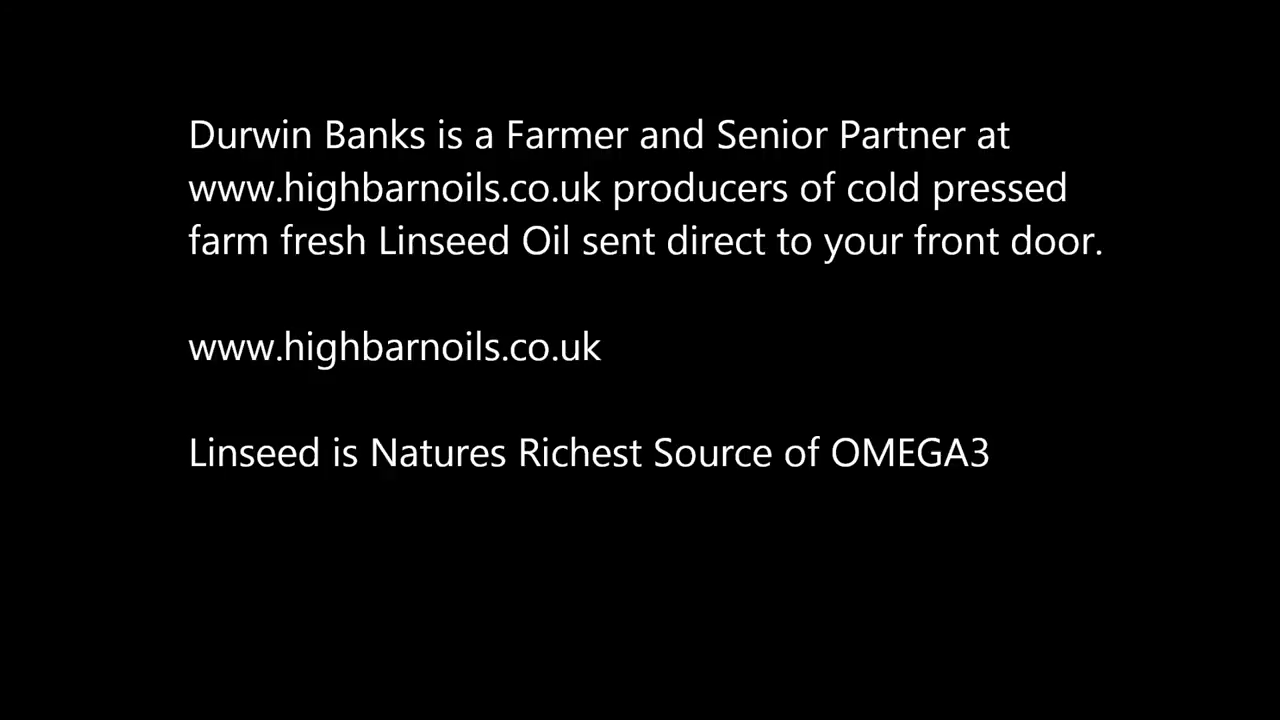 Durwin Banks is a Farmer and Senior Partner at
www.highbarnoils.co.uk producers of cold pressed
farm fresh Linseed Oil sent direct to your front door.
www.highbarnoils.co.uk
Linseed is Natures Richest Source of OMEGA3